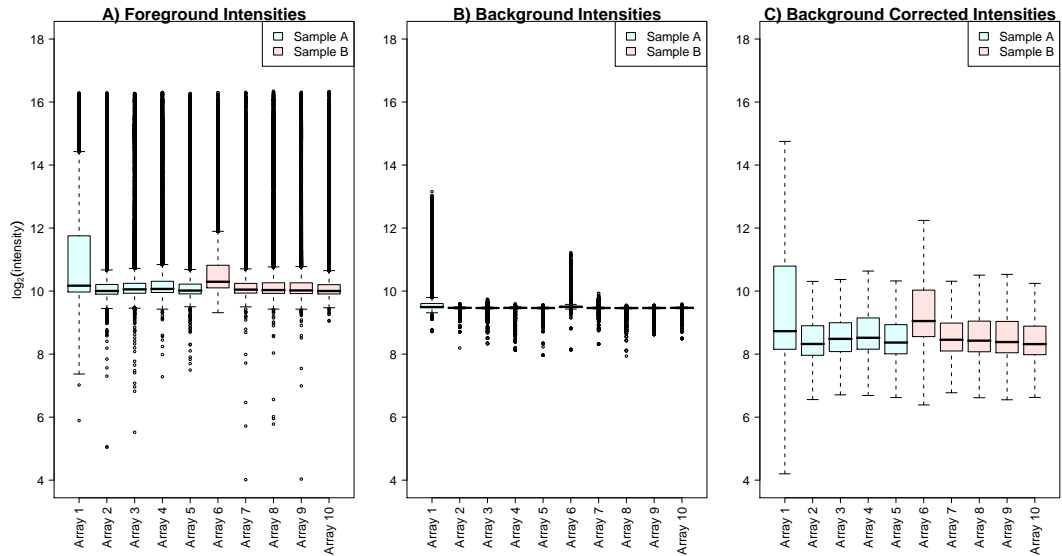 A) Foreground Intensities
Sample A
Sample B
log2(intensity)
18
16
14
12
10
8
6
4
Array 1
Array 2
Array 3
Array 4
Array 5
Array 6
Array 7
Array 8
Array 9
Array 10
B) Background Intensities
Sample A
Sample B
18
16
14
12
10
8
6
4
Array 1
Array 2
Array 3
Array 4
Array 5
Array 6
Array 7
Array 8
Array 9
Array 10
C) Background Corrected Intensities
Sample A
Sample B
18
16
14
12
10
8
6
4
Array 1
Array 2
Array 3
Array 4
Array 5
Array 6
Array 7
Array 8
Array 9
Array 10